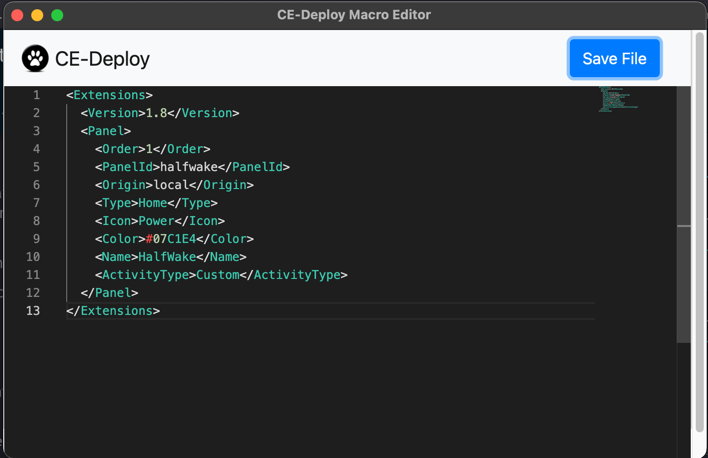 CE-Deploy Macro Editor
CE-Deploy
Save File
1 <Extensions>
2 <Version>1.8</Version>
3 <Panel>
4 <Order>1</Order>
5 <PanelId>halfwake</PanelId>
6 <Origin>local</Origin>
7 <Type>Home</Type>
8 <Icon>Power</Icon>
9 <Color>#07C1E4</Color>
10 <Name>HalfWake</Name>
11 <ActivityType>Custom</ActivityType>
12 </Panel>
13 </Extensions>